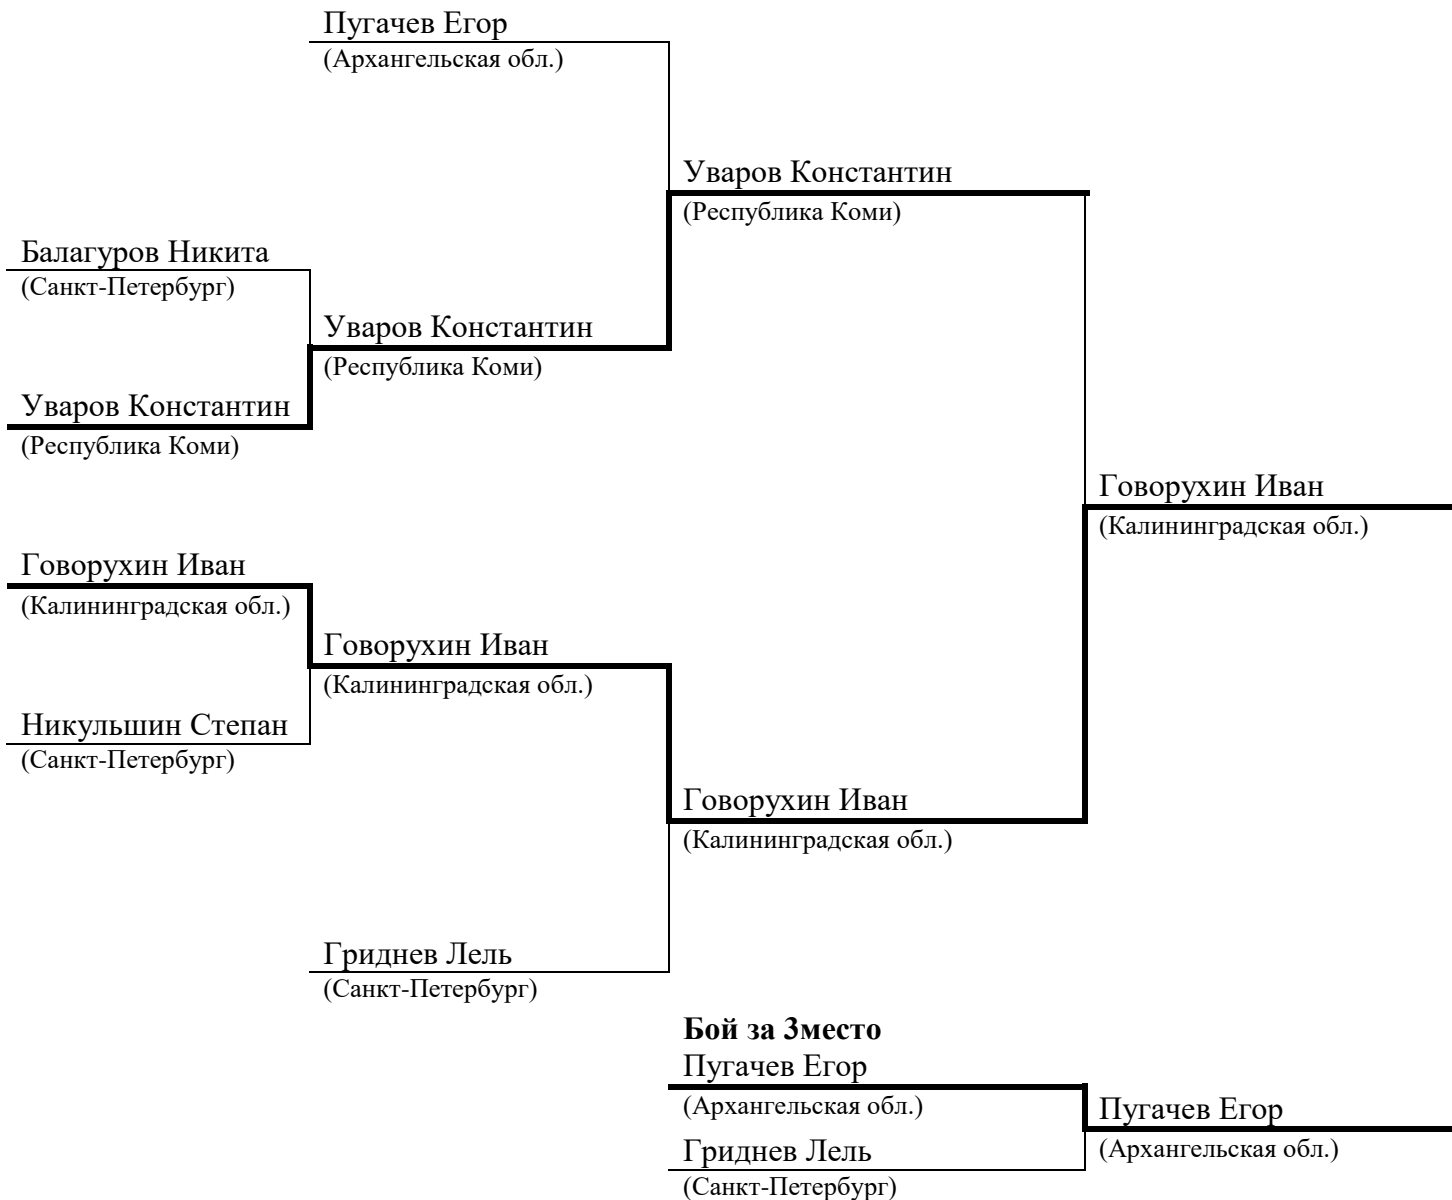 Пугачев Егор
(Архангельская обл.)
Уваров Константин
(Республика Коми)
Балагуров Никита
(Санкт-Петербург)
Уваров Константин
(Республика Коми)
Уваров Константин
(Республика Коми)
Говорухин Иван
(Калининградская обл.)
Говорухин Иван
(Калининградская обл.)
Говорухин Иван
(Калининградская обл.)
Никульшин Степан
(Санкт-Петербург)
Говорухин Иван
(Калининградская обл.)
Гриднев Лель
(Санкт-Петербург)
Бой за 3место
Пугачев Егор
(Архангельская обл.)
Пугачев Егор
(Архангельская обл.)
Гриднев Лель
(Санкт-Петербург)